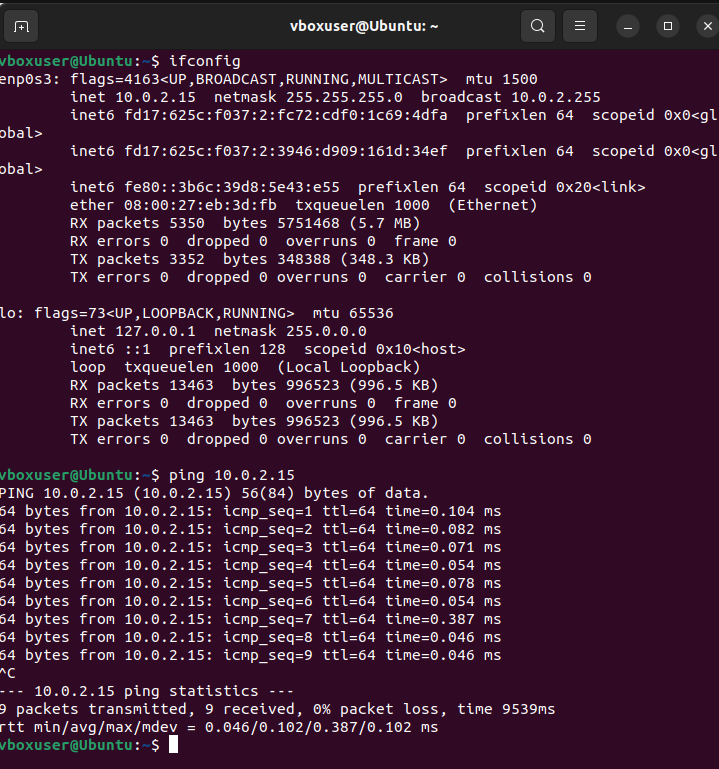 vboxuser@Ubuntu: ~
vboxuser@Ubuntu:~$ ifconfig
enp0s3: flags=4163<UP,BROADCAST,RUNNING,MULTICAST>  mtu 1500
        inet 10.0.2.15  netmask 255.255.255.0  broadcast 10.0.2.255
        inet6 fd17:625c:f037:2:fc72:cdf0:1c69:4dfa  prefixlen 64  scopeid 0x0<gl
obal>
        inet6 fd17:625c:f037:2:3946:d909:161d:34ef  prefixlen 64  scopeid 0x0<gl
obal>
        inet6 fe80::3b6c:39d8:5e43:e55  prefixlen 64  scopeid 0x20<link>
        ether 08:00:27:eb:3d:fb  txqueuelen 1000  (Ethernet)
        RX packets 5350  bytes 5751468 (5.7 MB)
        RX errors 0  dropped 0  overruns 0  frame 0
        TX packets 3352  bytes 348388 (348.3 KB)
        TX errors 0  dropped 0 overruns 0  carrier 0  collisions 0
lo: flags=73<UP,LOOPBACK,RUNNING>  mtu 65536
        inet 127.0.0.1  netmask 255.0.0.0
        inet6 ::1  prefixlen 128  scopeid 0x10<host>
        loop  txqueuelen 1000  (Local Loopback)
        RX packets 13463  bytes 996523 (996.5 KB)
        RX errors 0  dropped 0  overruns 0  frame 0
        TX packets 13463  bytes 996523 (996.5 KB)
        TX errors 0  dropped 0 overruns 0  carrier 0  collisions 0
vboxuser@Ubuntu:~$ ping 10.0.2.15
PING 10.0.2.15 (10.0.2.15) 56(84) bytes of data.
64 bytes from 10.0.2.15: icmp_seq=1 ttl=64 time=0.104 ms
64 bytes from 10.0.2.15: icmp_seq=2 ttl=64 time=0.082 ms
64 bytes from 10.0.2.15: icmp_seq=3 ttl=64 time=0.071 ms
64 bytes from 10.0.2.15: icmp_seq=4 ttl=64 time=0.054 ms
64 bytes from 10.0.2.15: icmp_seq=5 ttl=64 time=0.078 ms
64 bytes from 10.0.2.15: icmp_seq=6 ttl=64 time=0.054 ms
64 bytes from 10.0.2.15: icmp_seq=7 ttl=64 time=0.387 ms
64 bytes from 10.0.2.15: icmp_seq=8 ttl=64 time=0.046 ms
64 bytes from 10.0.2.15: icmp_seq=9 ttl=64 time=0.046 ms
^C
--- 10.0.2.15 ping statistics ---
9 packets transmitted, 9 received, 0% packet loss, time 9539ms
rtt min/avg/max/mdev = 0.046/0.102/0.387/0.102 ms
vboxuser@Ubuntu:~$